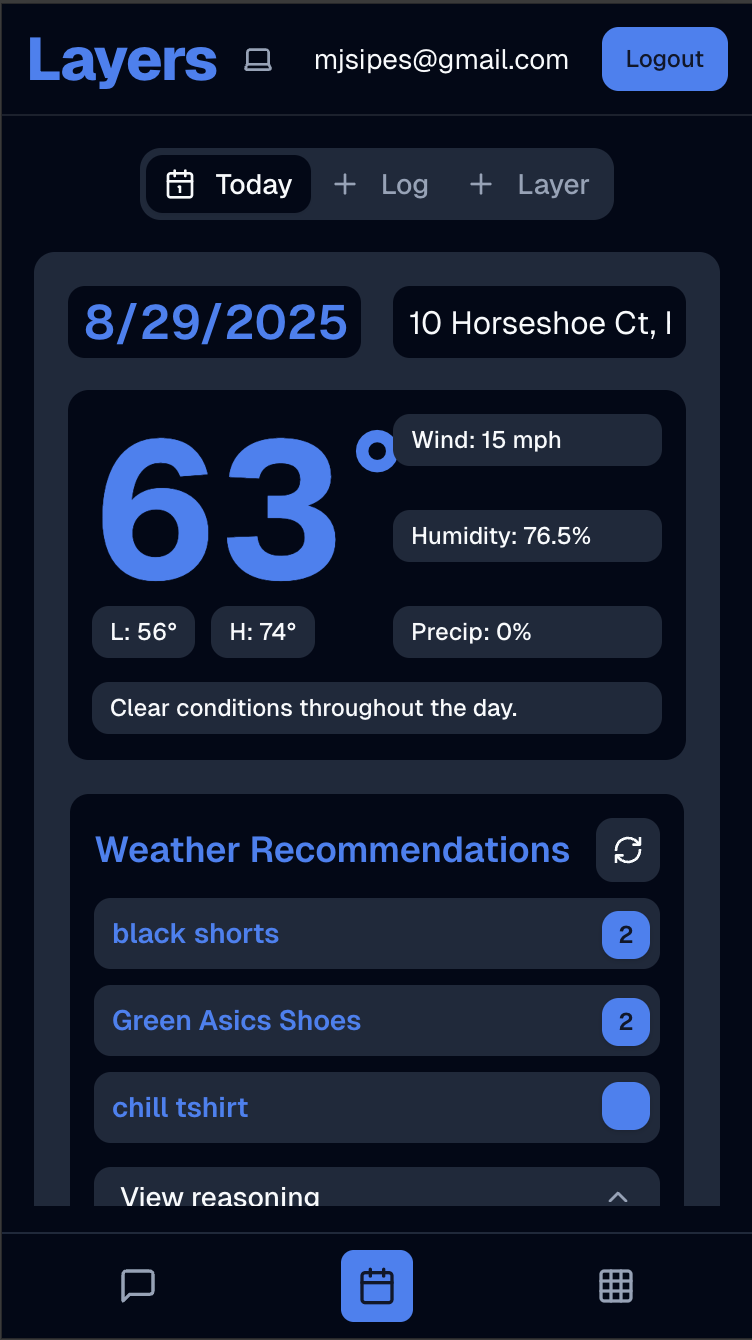 Layers mjsipes@gmail.com Logout
Today Log Layer
8/29/2025 10 Horseshoe Ct,
63° Wind: 15 mph
Humidity: 76.5%
L: 56° H: 74° Precip: 0%
Clear conditions throughout the day.
Weather Recommendations
black shorts 2
Green Asics Shoes 2
chill tshirt
View reasoning